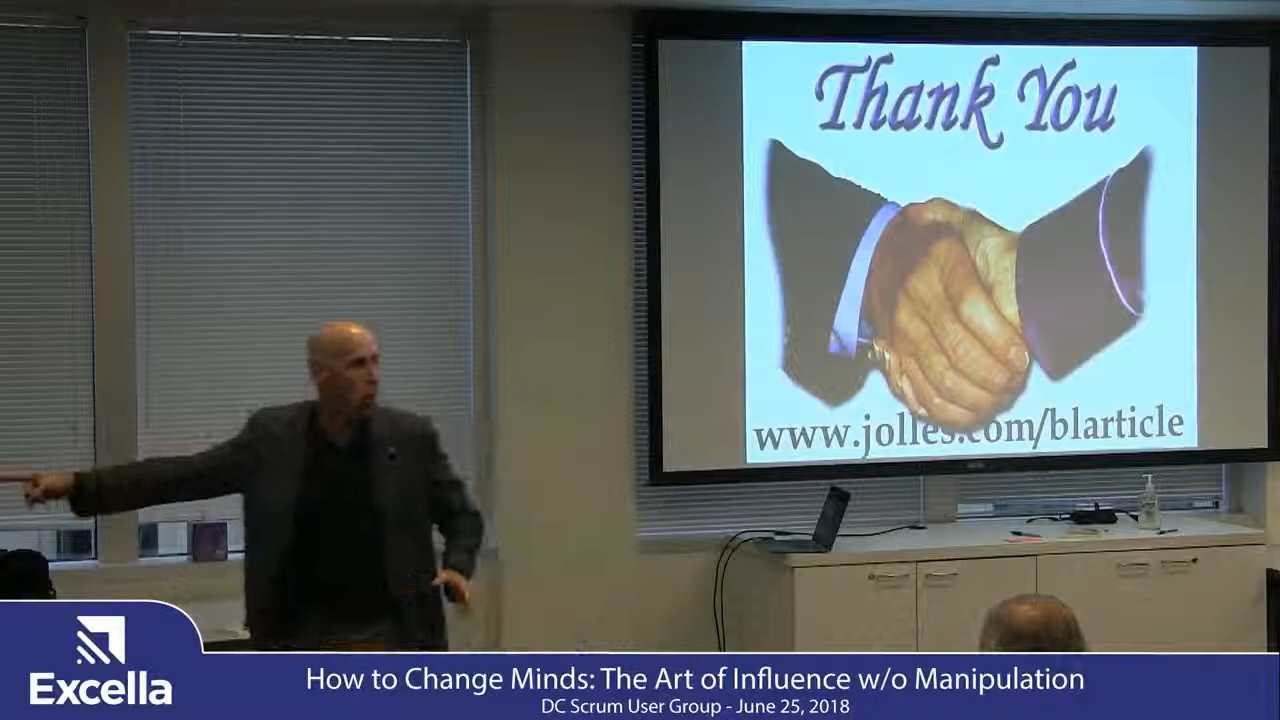 Thank You
www.jolles.com/blarticle
Excella
How to Change Minds: The Art of Influence w/o Manipulation
DC Scrum User Group - June 25, 2018